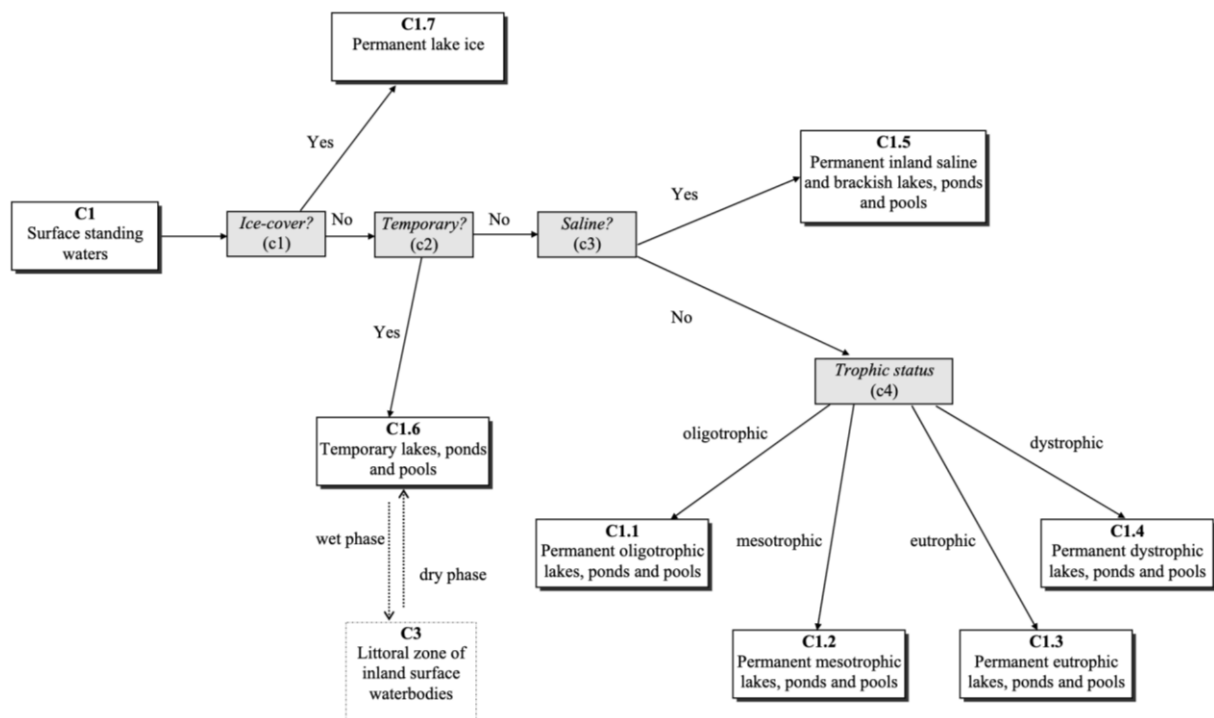 C1.7
Permanent lake ice
Yes
C1.5
Permanent inland saline
and brackish lakes, ponds
and pools
Yes
C1
Surface standing
waters
Ice-cover?
(c1)
No
Temporary?
(c2)
No
Saline?
(c3)
Yes
No
Trophic status
(c4)
C1.6
Temporary lakes, ponds
and pools
oligotrophic
dystrophic
wet phase
dry phase
C1.1
Permanent oligotrophic
lakes, ponds and pools
mesotrophic
eutrophic
C1.4
Permanent dystrophic
lakes, ponds and pools
C3
Littoral zone of
inland surface
waterbodies
C1.2
Permanent mesotrophic
lakes, ponds and pools
C1.3
Permanent eutrophic
lakes, ponds and pools